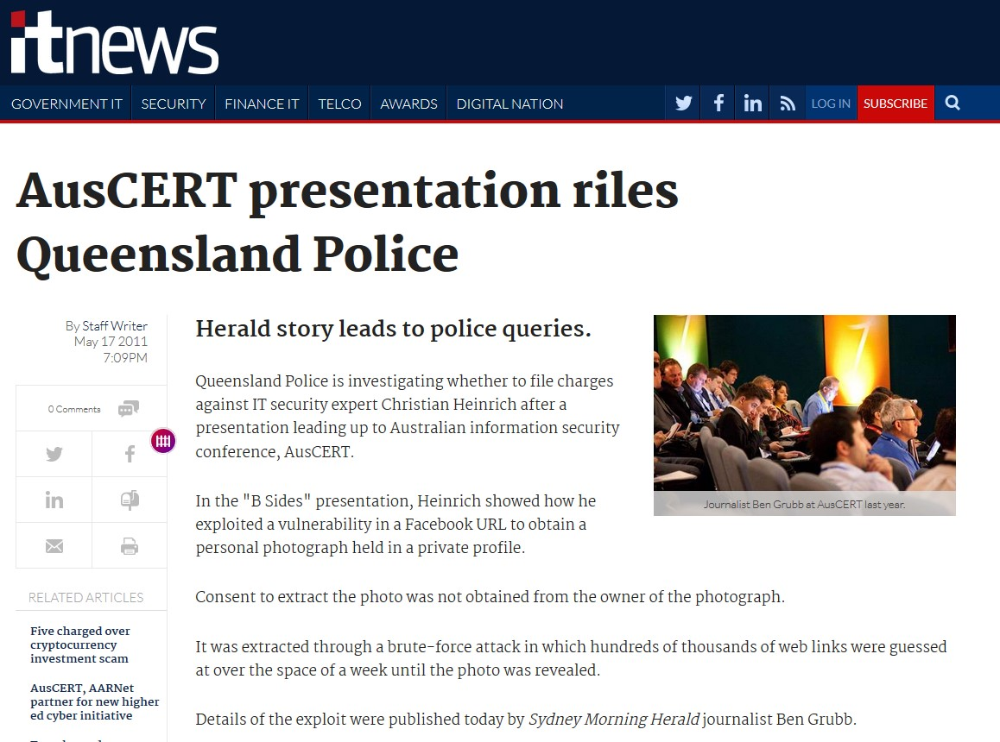 itnews
GOVERNMENT IT SECURITY FINANCE IT TELCO AWARDS DIGITAL NATION LOG IN SUBSCRIBE
AusCERT presentation riles
Queensland Police
By Staff Writer
May 17 2011
7:09PM
0 Comments
RELATED ARTICLES
Five charged over
cryptocurrency
investment scam
AusCERT, AARNet
partner for new higher
ed cyber initiative
Herald story leads to police queries.
Queensland Police is investigating whether to file charges
against IT security expert Christian Heinrich after a
presentation leading up to Australian information security
conference, AusCERT.
In the "B Sides" presentation, Heinrich showed how he
exploited a vulnerability in a Facebook URL to obtain a
personal photograph held in a private profile.
Consent to extract the photo was not obtained from the owner of the photograph.
It was extracted through a brute-force attack in which hundreds of thousands of web links were guessed
at over the space of a week until the photo was revealed.
Details of the exploit were published today by Sydney Morning Herald journalist Ben Grubb.
7
Journalist Ben Grubb at AusCERT last year.